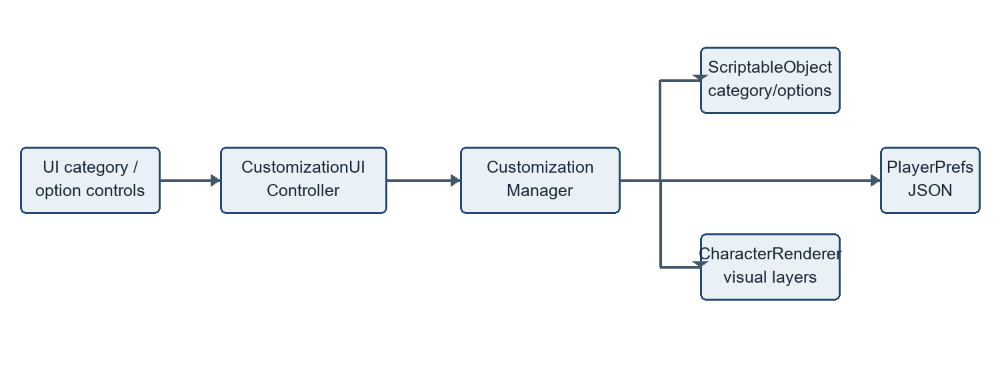 UI category /
option controls
CustomizationUI
Controller
Customization
Manager
ScriptableObject
category/options
PlayerPrefs
JSON
CharacterRenderer
visual layers